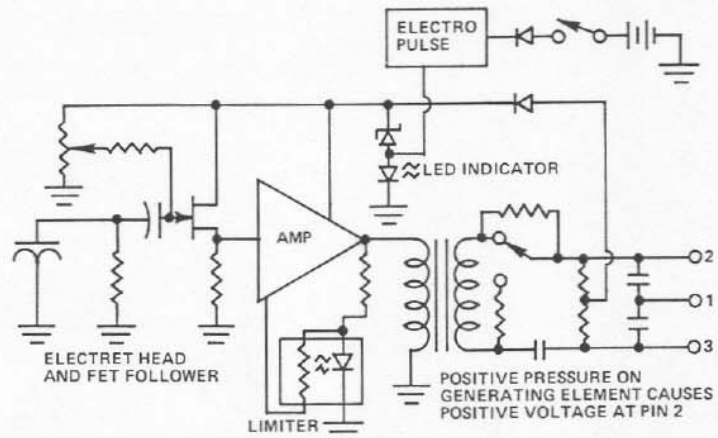 ELECTRO
PULSE
LED INDICATOR
AMP
2
1
3
ELECTRET HEAD
AND FET FOLLOWER
LIMITER
POSITIVE PRESSURE ON
GENERATING ELEMENT CAUSES
POSITIVE VOLTAGE AT PIN 2